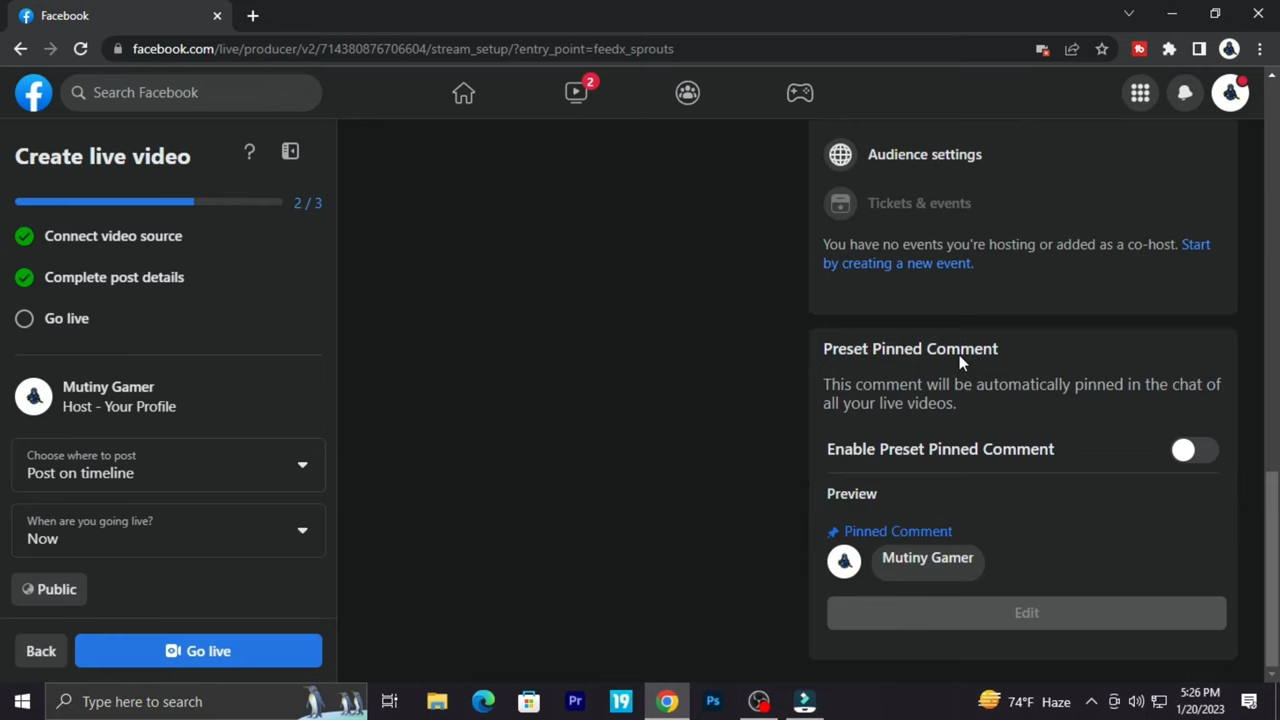 Facebook
facebook.com/live/producer/v2/714380876706604/stream_setup/?entry_point=feedx_sprouts
Search Facebook
2
Create live video
?
2 / 3
Connect video source
Complete post details
Go live
Mutiny Gamer
Host - Your Profile
Choose where to post
Post on timeline
When are you going live?
Now
Public
Back
Go live
Audience settings
Tickets & events
You have no events you're hosting or added as a co-host. Start
by creating a new event.
Preset Pinned Comment
This comment will be automatically pinned in the chat of
all your live videos.
Enable Preset Pinned Comment
Preview
Pinned Comment
Mutiny Gamer
Edit
Type here to search
Pr
19
Ps
74°F Haze
5:26 PM
1/20/2023